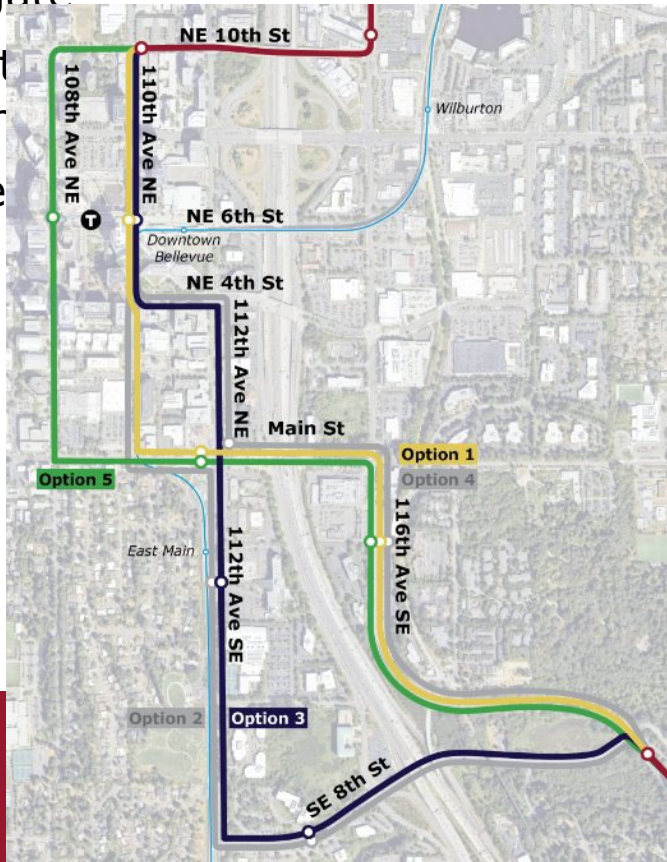 NE 10th St
108th Ave NE
110th Ave NE
Wilburton
T
NE 6th St
Downtown
Bellevue
NE 4th St
112th Ave NE
Main St
Option 1
Option 4
Option 5
116th Ave SE
East Main
112th Ave SE
Option 2
Option 3
SE 8th St